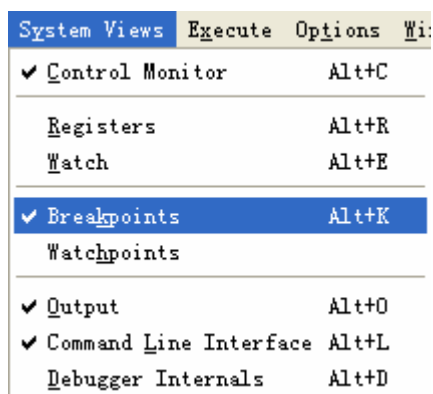 System Views Execute Options Wi
Control Monitor Alt+C
Registers Alt+R
Watch Alt+E
Breakpoints Alt+K
Watchpoints
Output Alt+O
Command Line Interface Alt+L
Debugger Internals Alt+D